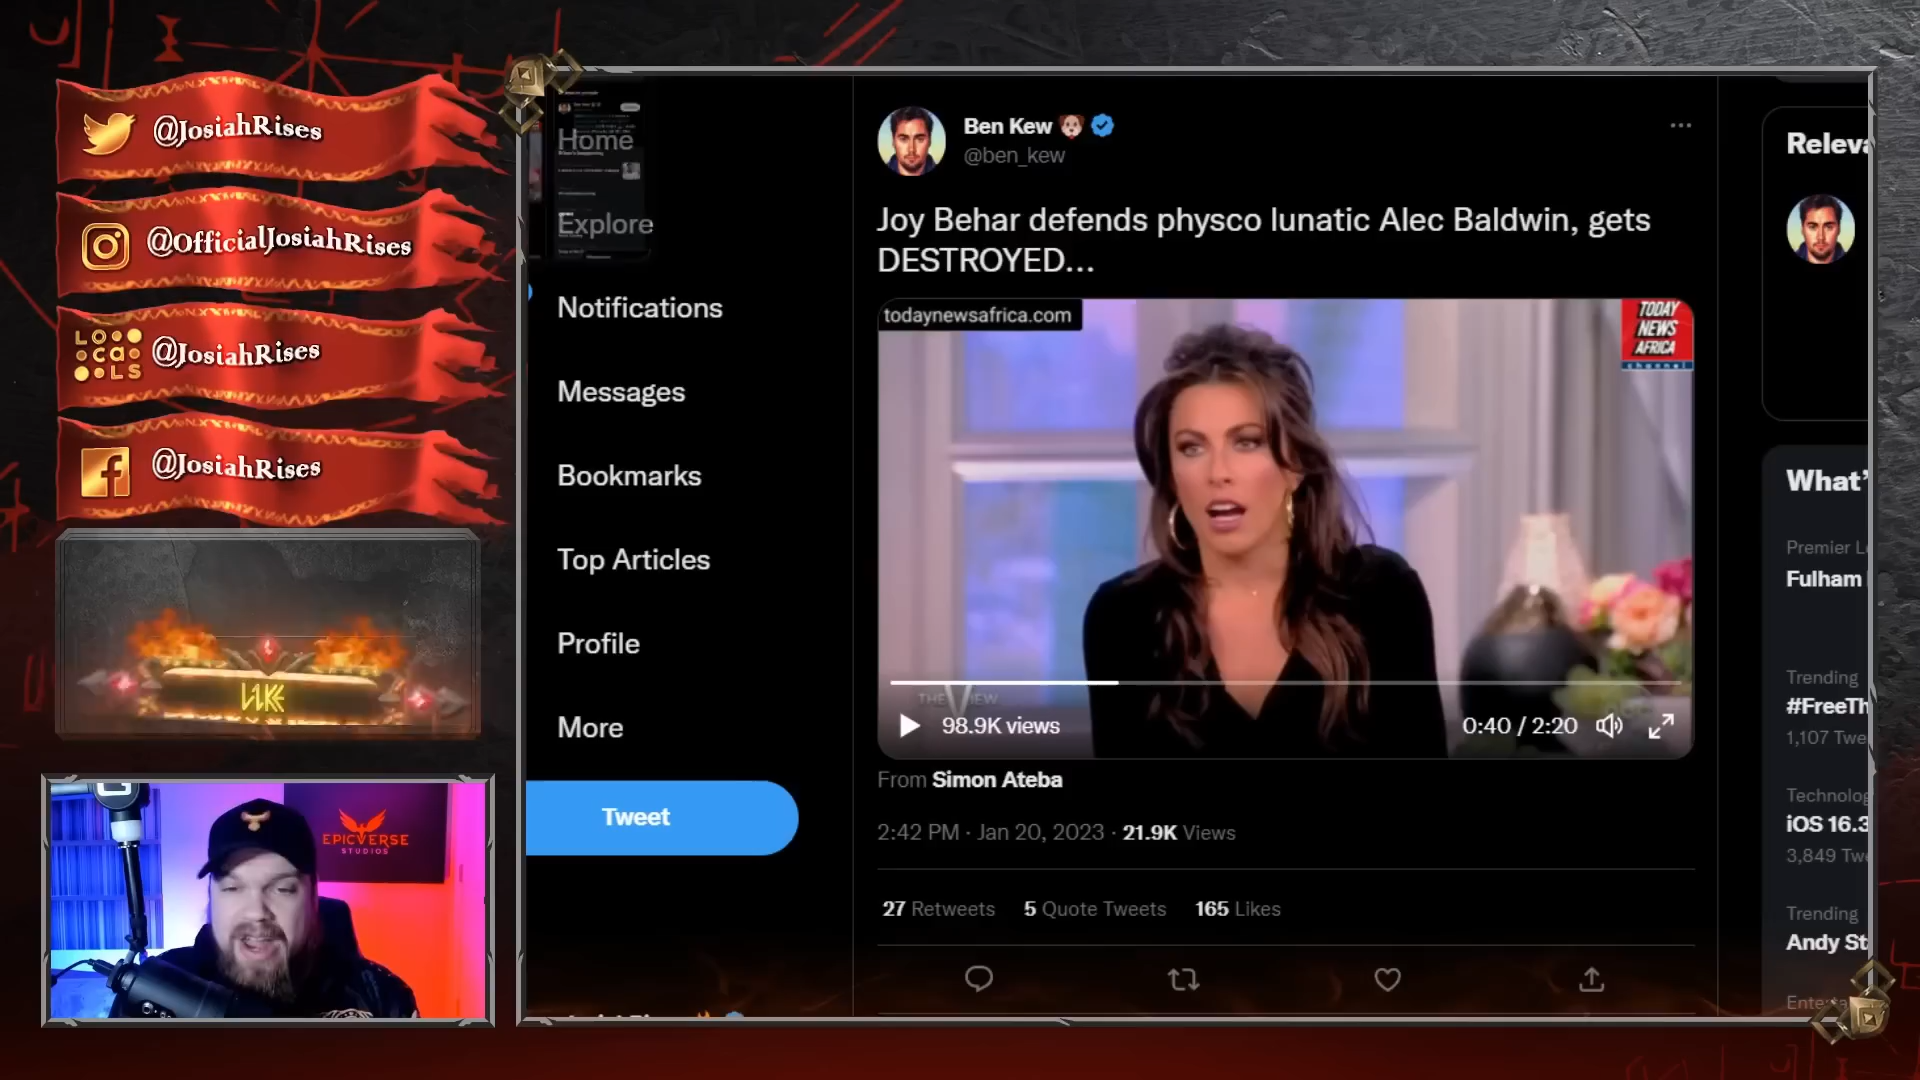 @JosiahRises
@OfficialJosiahRises
LOCALS
@JosiahRises
@JosiahRises
LIKE
EPICVERSE
STUDIOS
Home
Explore
Notifications
Messages
Bookmarks
Top Articles
Profile
More
Tweet
Ben Kew
@ben_kew
Joy Behar defends physco lunatic Alec Baldwin, gets
DESTROYED...
todaynewsafrica.com
TODAY
NEWS
AFRICA
channel
THE VIEW
98.9K views
0:40 / 2:20
From Simon Ateba
2:42 PM · Jan 20, 2023 · 21.9K Views
27 Retweets 5 Quote Tweets 165 Likes
Releva
What'
Premier L
Fulham
Trending
#FreeTh
1,107 Twe
Technolog
iOS 16.3
3,849 Twe
Trending
Andy St